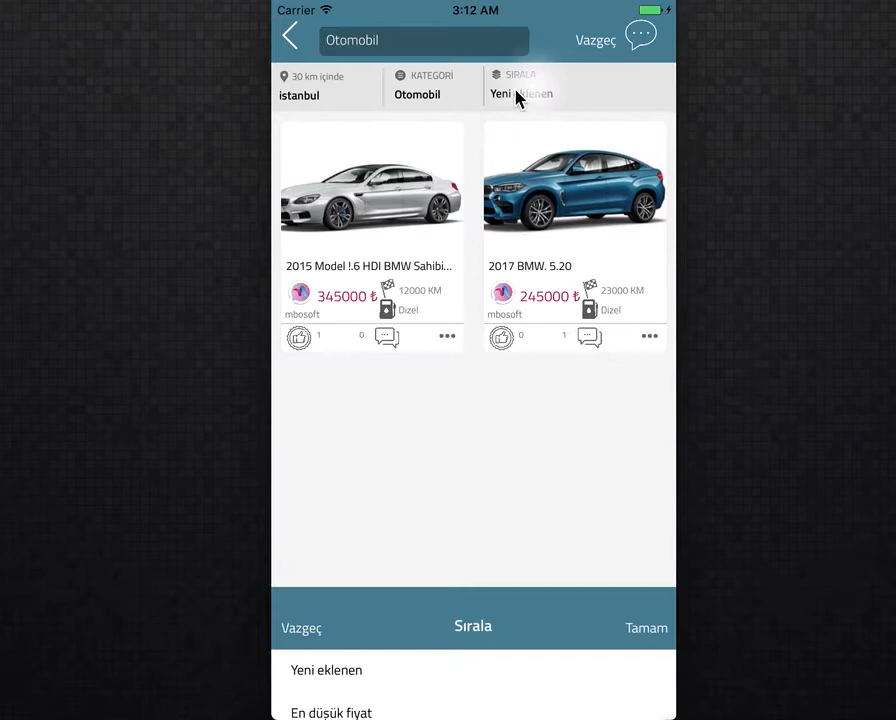 Carrier 3:12 AM
Otomobil Vazgeç
30 km içinde KATEGORİ SIRALA
istanbul Otomobil Yeni eklenen
2015 Model !.6 HDI BMW Sahibi... 2017 BMW. 5.20
345000 ₺ 12000 KM 245000 ₺ 23000 KM
mbosoft Dizel mbosoft Dizel
1 0 0 1
Vazgeç Sırala Tamam
Yeni eklenen
En düşük fiyat